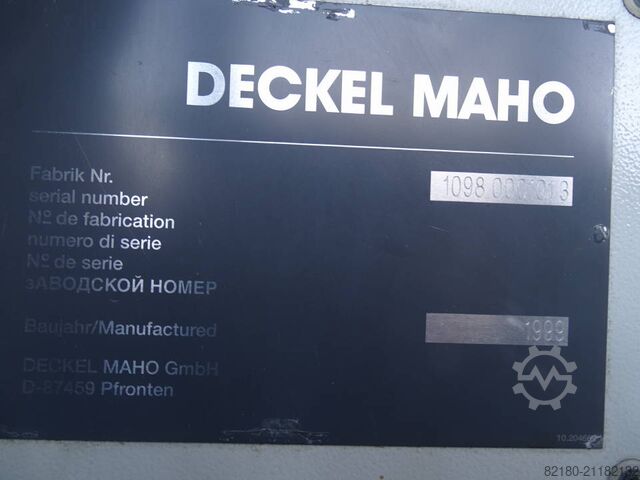 DECKEL MAHO
Fabrik Nr.
serial number
Nº de fabrication
numero di serie
Nº de serie
зАВОДСКОЙ НОМЕР
Baujahr/Manufactured
DECKEL MAHO GmbH
D-87459 Pfronten
82180-21182132